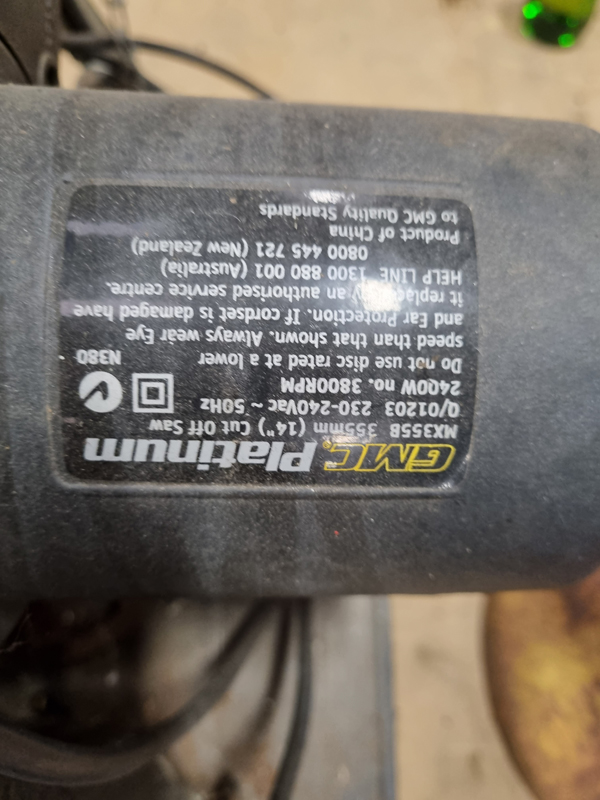 GMC® Platinum
MX355B 355mm (14") Cut Off Saw
Q/01203 230-240Vac ~ 50Hz
2400W no. 3800RPM
N380
Do not use disc rated at a lower
speed than that shown. Always wear Eye
and Ear Protection. If cordset is damaged have
it replaced by an authorised service centre.
HELP LINE 1300 880 001 (Australia)
0800 445 721 (New Zealand)
Product of China
to GMC Quality Standards